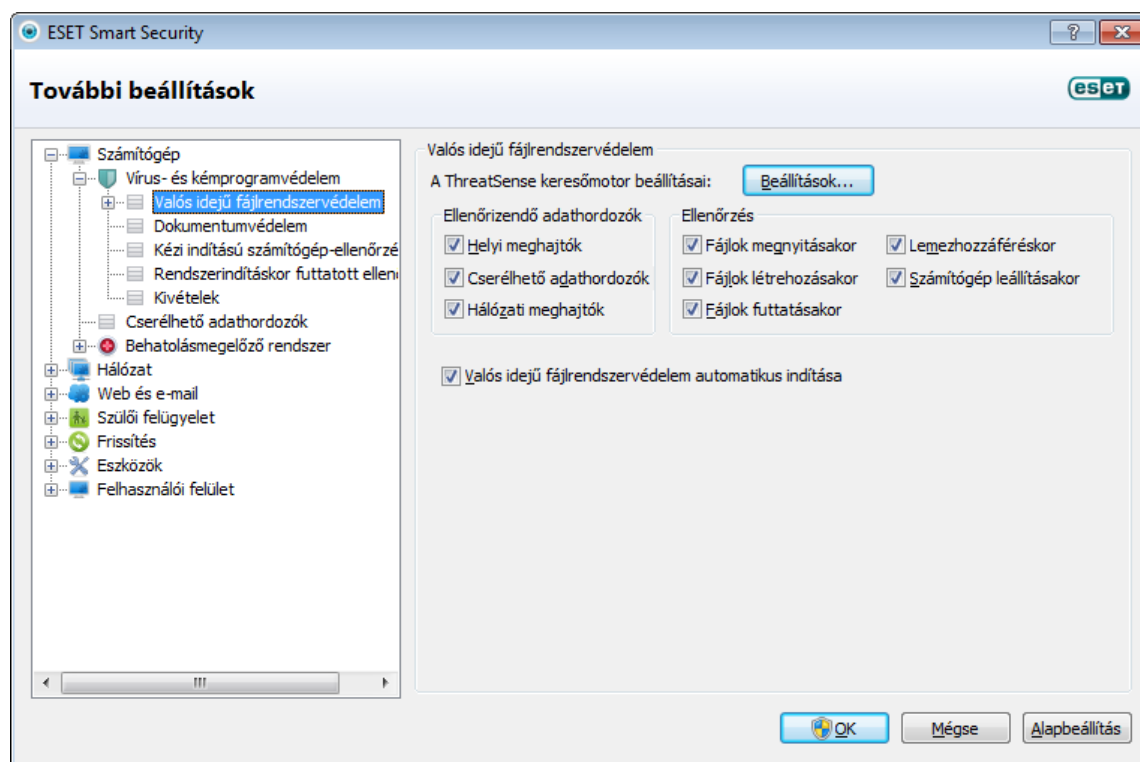 ESET Smart Security
További beállítások
eset
Számítógép
Vírus- és kémprogramvédelem
Valós idejű fájlrendszervédelem
Dokumentumvédelem
Kézi indítású számítógép-ellenőrzé
Rendszerindításkor futtatott ellen
Kivételek
Cserélhető adathordozók
Behatolásmegelőző rendszer
Hálózat
Web és e-mail
Szülői felügyelet
Frissítés
Eszközök
Felhasználói felület
Valós idejű fájlrendszervédelem
A ThreatSense keresőmotor beállításai: Beállítások...
Ellenőrizendő adathordozók
Helyi meghajtók
Cserélhető adathordozók
Hálózati meghajtók
Ellenőrzés
Fájlok megnyitásakor Lemezhozzáféréskor
Fájlok létrehozásakor Számítógép leállításakor
Fájlok futtatásakor
Valós idejű fájlrendszervédelem automatikus indítása
OK Mégse Alapbeállítás